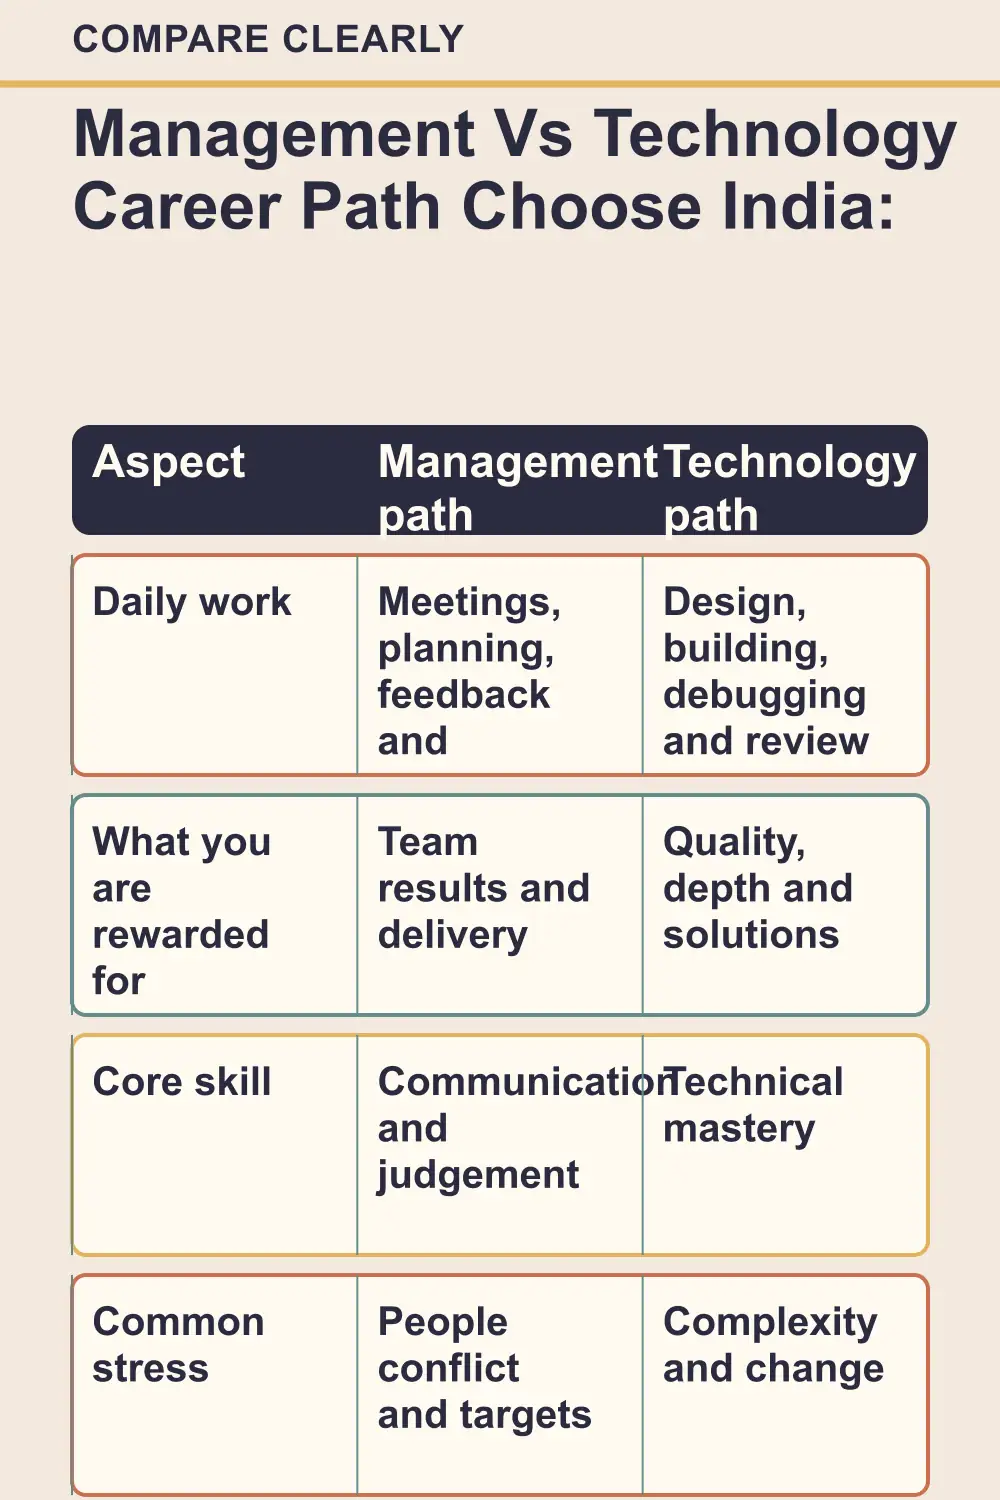 COMPARE CLEARLY
Management Vs Technology
Career Path Choose India:
Aspect
Management
path
Technology
path
Daily work
Meetings,
planning,
feedback
and
Design,
building,
debugging
and review
What you
are
rewarded
for
Team
results and
delivery
Quality,
depth and
solutions
Core skill
Communication
and
judgement
Technical
mastery
Common
stress
People
conflict
and targets
Complexity
and change